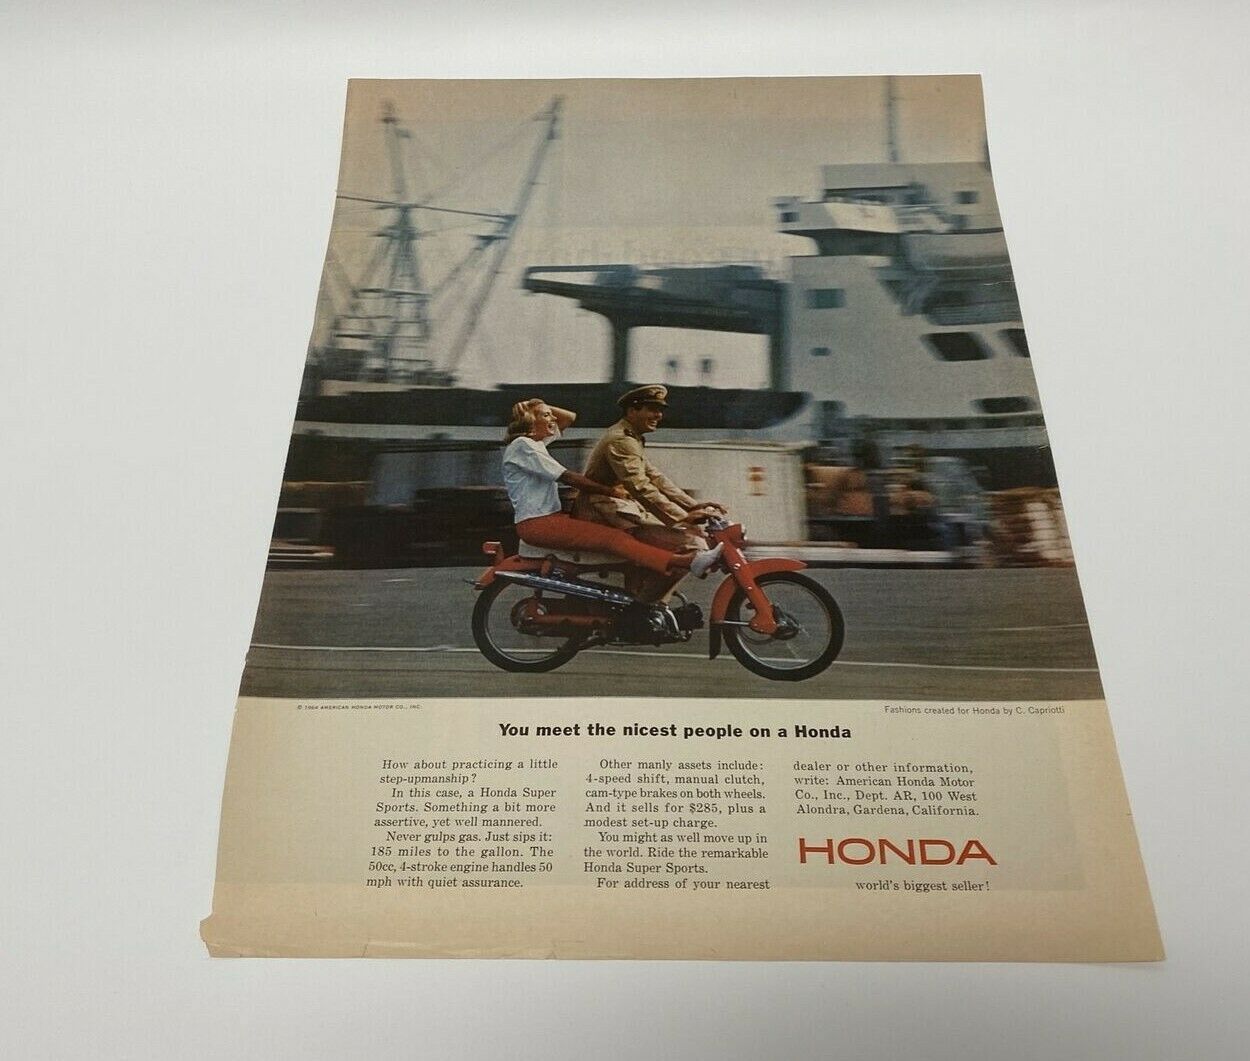 © 1964 AMERICAN HONDA MOTOR CO., INC.
Fashions created for Honda by C. Capriotti
You meet the nicest people on a Honda
How about practicing a little
step-upmanship?
In this case, a Honda Super
Sports. Something a bit more
assertive, yet well mannered.
Never gulps gas. Just sips it:
185 miles to the gallon. The
50cc, 4-stroke engine handles 50
mph with quiet assurance.
Other manly assets include:
4-speed shift, manual clutch,
cam-type brakes on both wheels.
And it sells for $285, plus a
modest set-up charge.
You might as well move up in
the world. Ride the remarkable
Honda Super Sports.
For address of your nearest
dealer or other information,
write: American Honda Motor
Co., Inc., Dept. AR, 100 West
Alondra, Gardena, California.
HONDA
world's biggest seller!